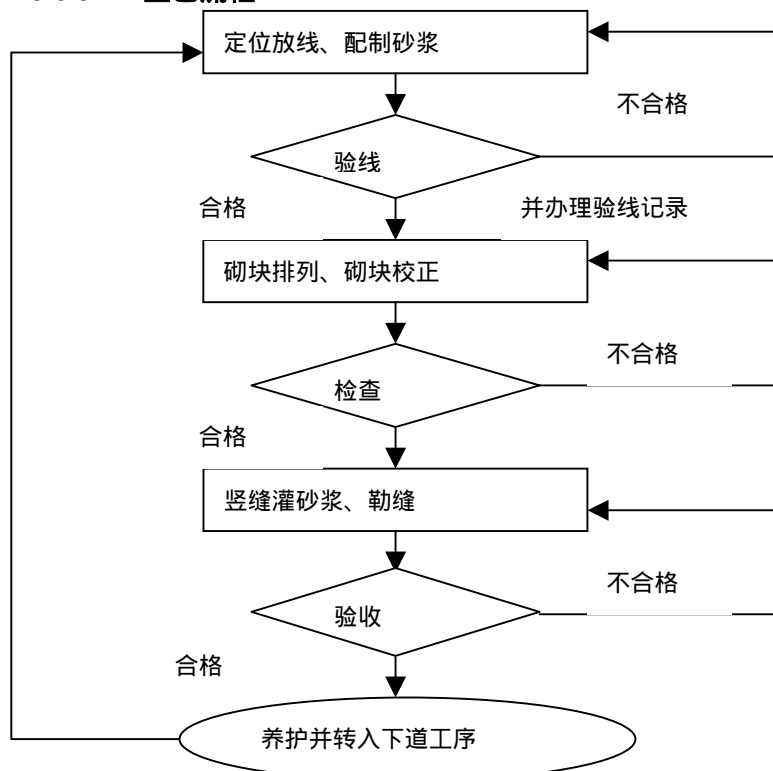 定位放线、配制砂浆
不合格
验线
合格
并办理验线记录
砌块排列、砌块校正
不合格
检查
合格
竖缝灌砂浆、勒缝
不合格
验收
合格
养护并转入下道工序